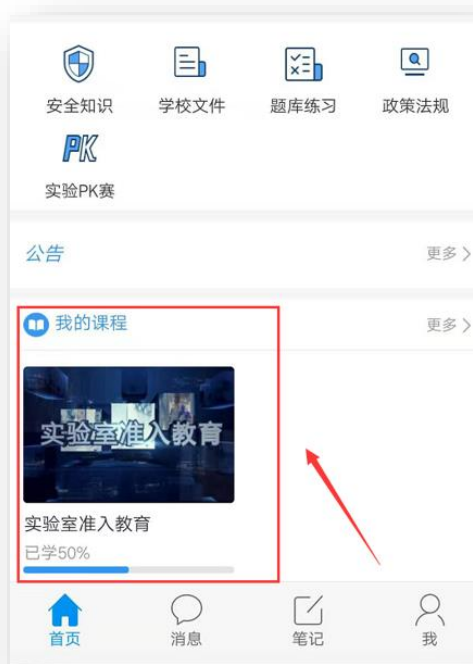 安全知识 学校文件 题库练习 政策法规
PK
实验PK赛
公告 更多 >
我的课程 更多 >
实验室准入教育
实验室准入教育
已学50%
首页 消息 笔记 我